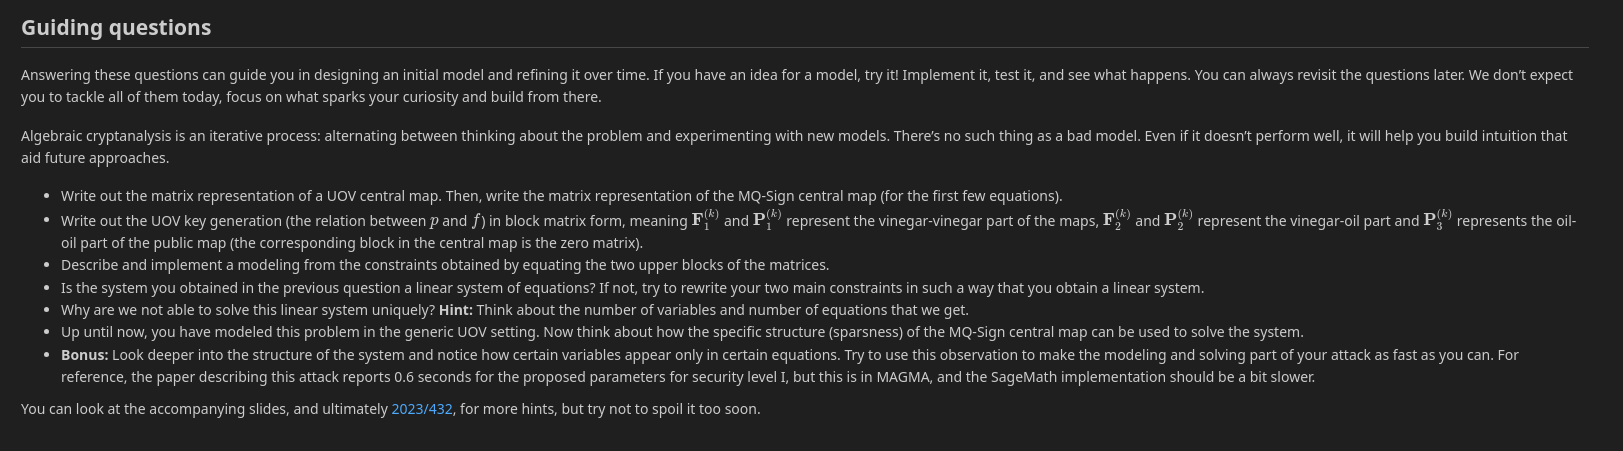 Guiding questions
Answering these questions can guide you in designing an initial model and refining it over time. If you have an idea for a model, try it! Implement it, test it, and see what happens. You can always revisit the questions later. We don't expect
you to tackle all of them today, focus on what sparks your curiosity and build from there.
Algebraic cryptanalysis is an iterative process: alternating between thinking about the problem and experimenting with new models. There's no such thing as a bad model. Even if it doesn't perform well, it will help you build intuition that
aid future approaches.
• Write out the matrix representation of a UOV central map. Then, write the matrix representation of the MQ-Sign central map (for the first few equations).
• Write out the UOV key generation (the relation between $p$ and $f$) in block matrix form, meaning $\mathbf{F}_1^{(k)}$ and $\mathbf{P}_1^{(k)}$ represent the vinegar-vinegar part of the maps, $\mathbf{F}_2^{(k)}$ and $\mathbf{P}_2^{(k)}$ represent the vinegar-oil part and $\mathbf{P}_3^{(k)}$ represents the oil-
oil part of the public map (the corresponding block in the central map is the zero matrix).
• Describe and implement a modeling from the constraints obtained by equating the two upper blocks of the matrices.
• Is the system you obtained in the previous question a linear system of equations? If not, try to rewrite your two main constraints in such a way that you obtain a linear system.
• Why are we not able to solve this linear system uniquely? Hint: Think about the number of variables and number of equations that we get.
• Up until now, you have modeled this problem in the generic UOV setting. Now think about how the specific structure (sparsness) of the MQ-Sign central map can be used to solve the system.
• Bonus: Look deeper into the structure of the system and notice how certain variables appear only in certain equations. Try to use this observation to make the modeling and solving part of your attack as fast as you can. For
reference, the paper describing this attack reports 0.6 seconds for the proposed parameters for security level I, but this is in MAGMA, and the SageMath implementation should be a bit slower.
You can look at the accompanying slides, and ultimately 2023/432, for more hints, but try not to spoil it too soon.